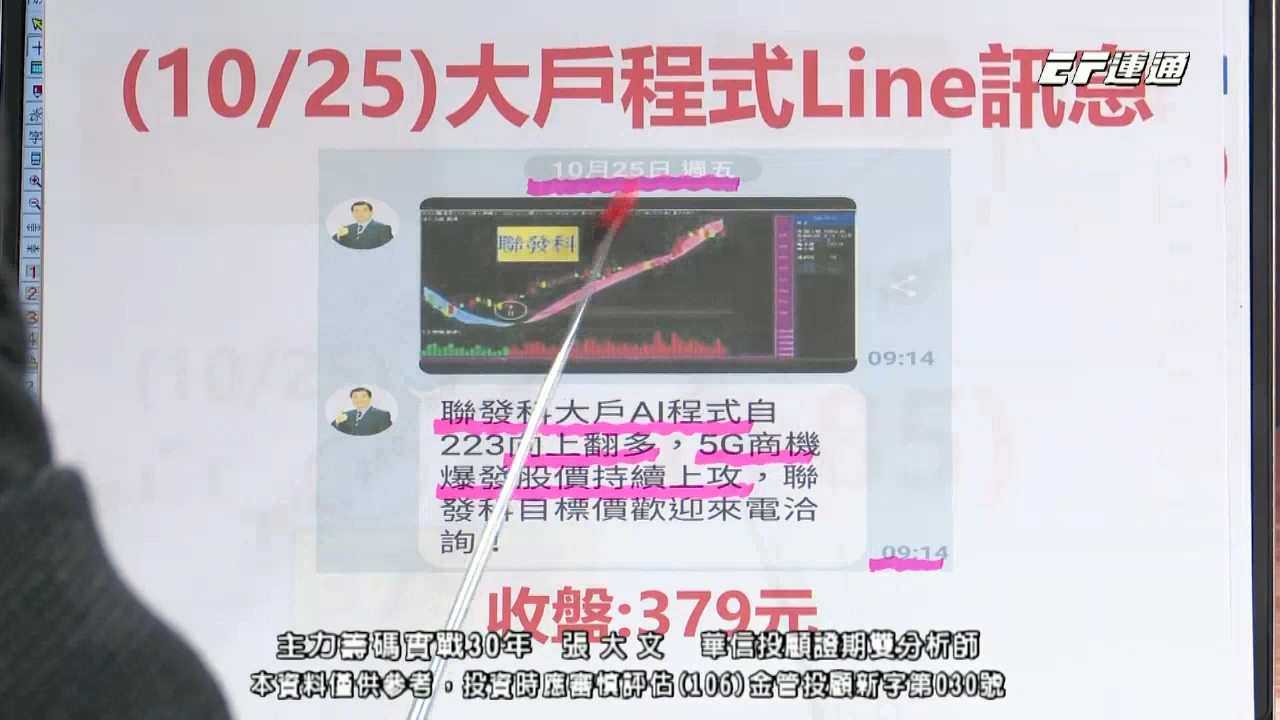 (10/25)大戶程式Line訊息
運通
10月25日 週五
聯發科
09:14
聯發科大戶AI程式自
223向上翻多，5G商機
爆發股價持續上攻，聯
發科目標價歡迎來電洽
詢！
09:14
收盤:379元
主力籌碼實戰30年 張大文 華信投顧證期雙分析師
本資料僅供參考，投資時應審慎評估(106)金管投顧新字第030號